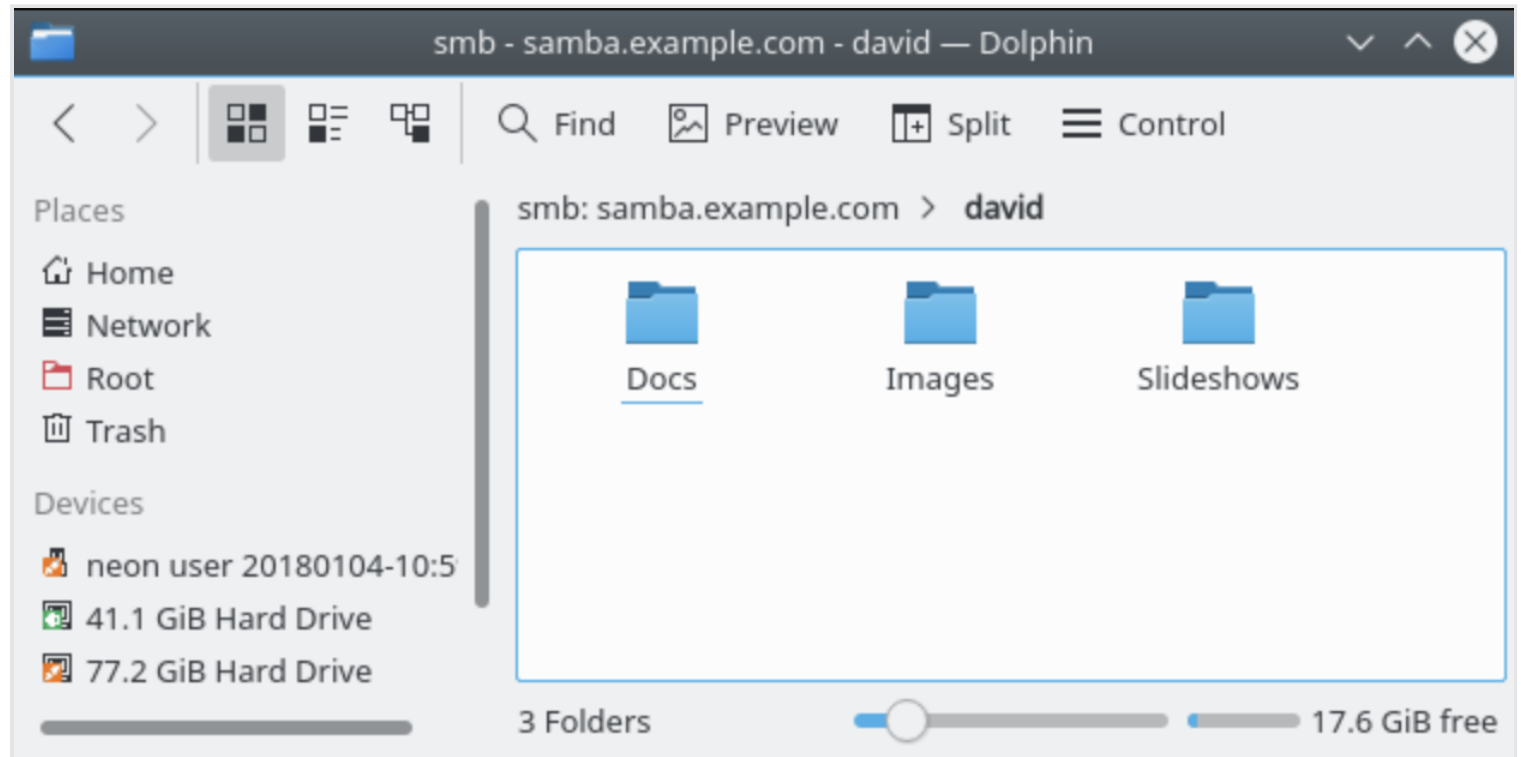 smb - samba.example.com - david — Dolphin
Find Preview Split Control
Places
Home
Network
Root
Trash
Devices
neon user 20180104-10:5
41.1 GiB Hard Drive
77.2 GiB Hard Drive
smb: samba.example.com > david
Docs Images Slideshows
3 Folders 17.6 GiB free